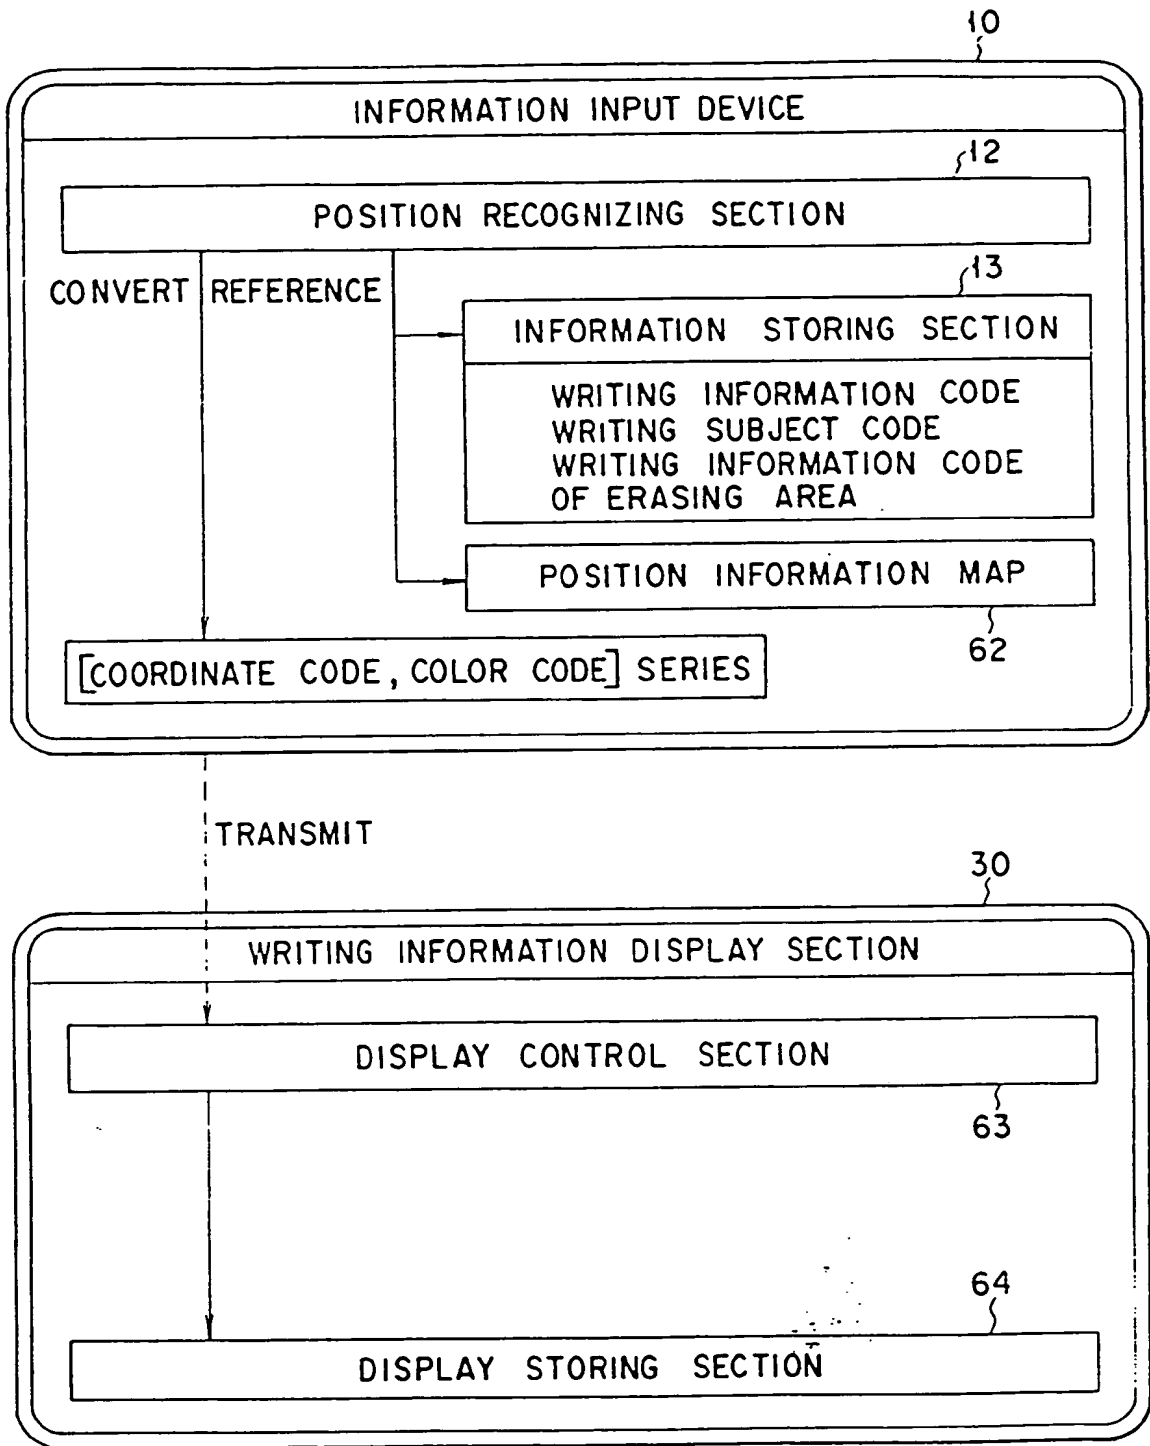 10
INFORMATION INPUT DEVICE
12
POSITION RECOGNIZING SECTION
CONVERT REFERENCE
13
INFORMATION STORING SECTION
WRITING INFORMATION CODE
WRITING SUBJECT CODE
WRITING INFORMATION CODE
OF ERASING AREA
POSITION INFORMATION MAP
62
[COORDINATE CODE, COLOR CODE] SERIES
TRANSMIT
30
WRITING INFORMATION DISPLAY SECTION
DISPLAY CONTROL SECTION
63
64
DISPLAY STORING SECTION